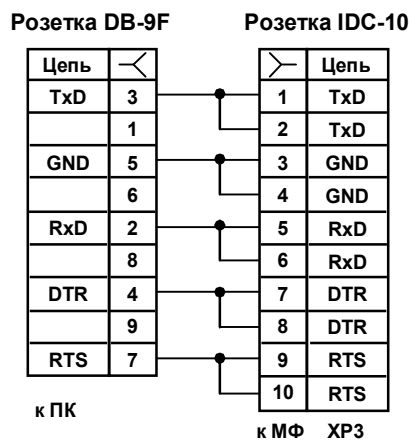 Розетка DB-9F Розетка IDC-10
Цепь Цепь
TxD 3 1 TxD
1 2 TxD
GND 5 3 GND
6 4 GND
RxD 2 5 RxD
8 6 RxD
DTR 4 7 DTR
9 8 DTR
RTS 7 9 RTS
10 RTS
к ПК
к МФ XP3